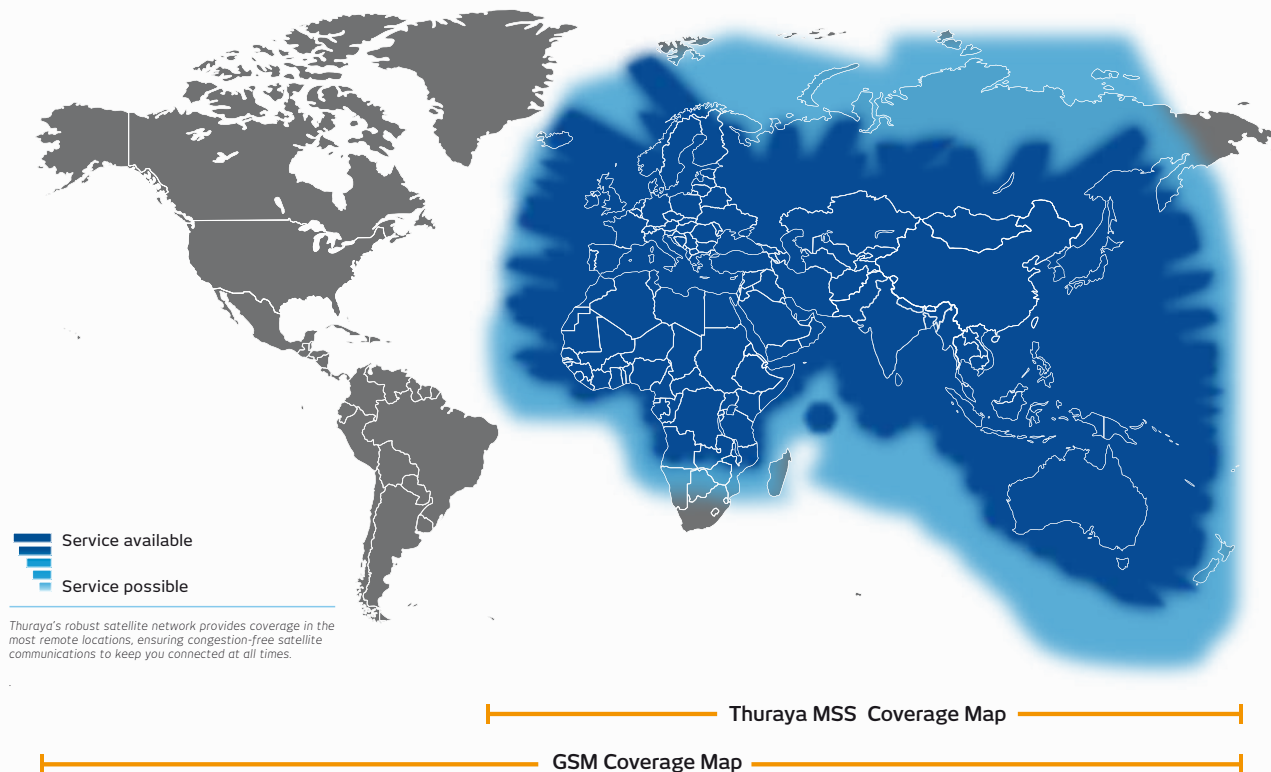 Service available
Service possible
Thuraya's robust satellite network provides coverage in the
most remote locations, ensuring congestion-free satellite
communications to keep you connected at all times.
Thuraya MSS Coverage Map
GSM Coverage Map